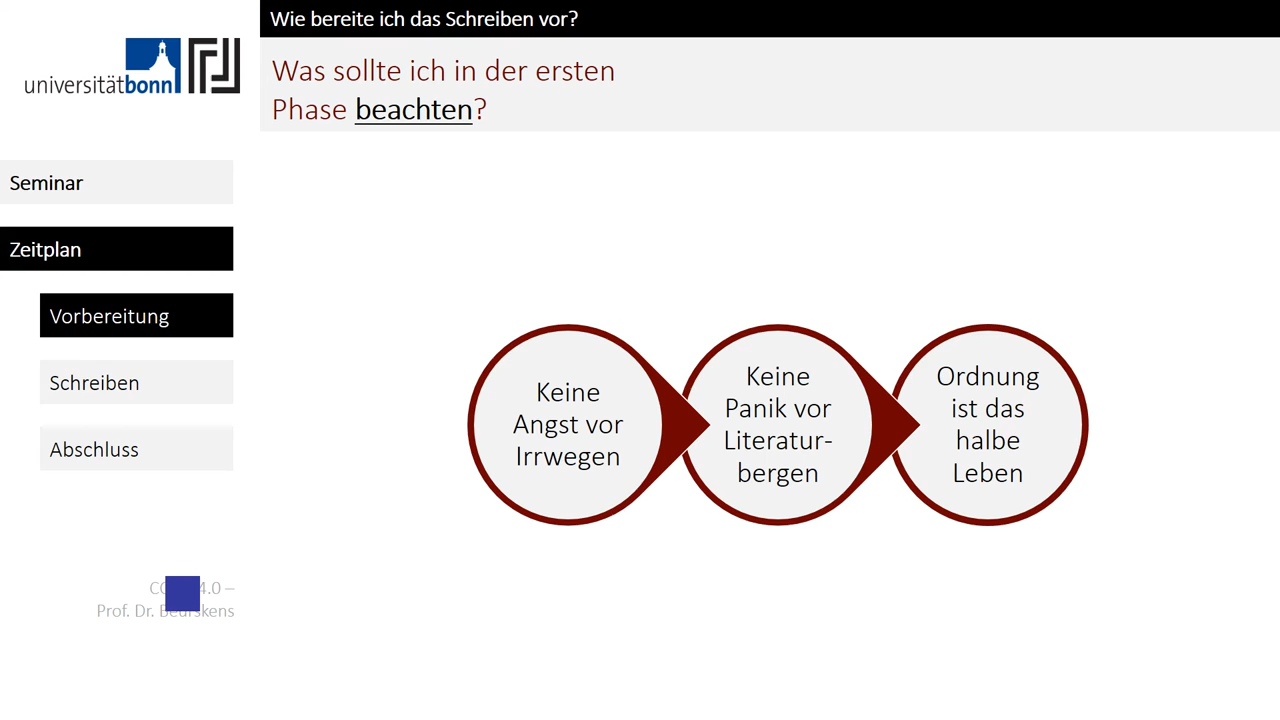 Wie bereite ich das Schreiben vor?
Was sollte ich in der ersten
Phase beachten?
universitätbonn
Seminar
Zeitplan
Vorbereitung
Schreiben
Abschluss
Keine
Angst vor
Irrwegen
Keine
Panik vor
Literatur-
bergen
Ordnung
ist das
halbe
Leben
4.0 –
Prof. Dr. Beurskens